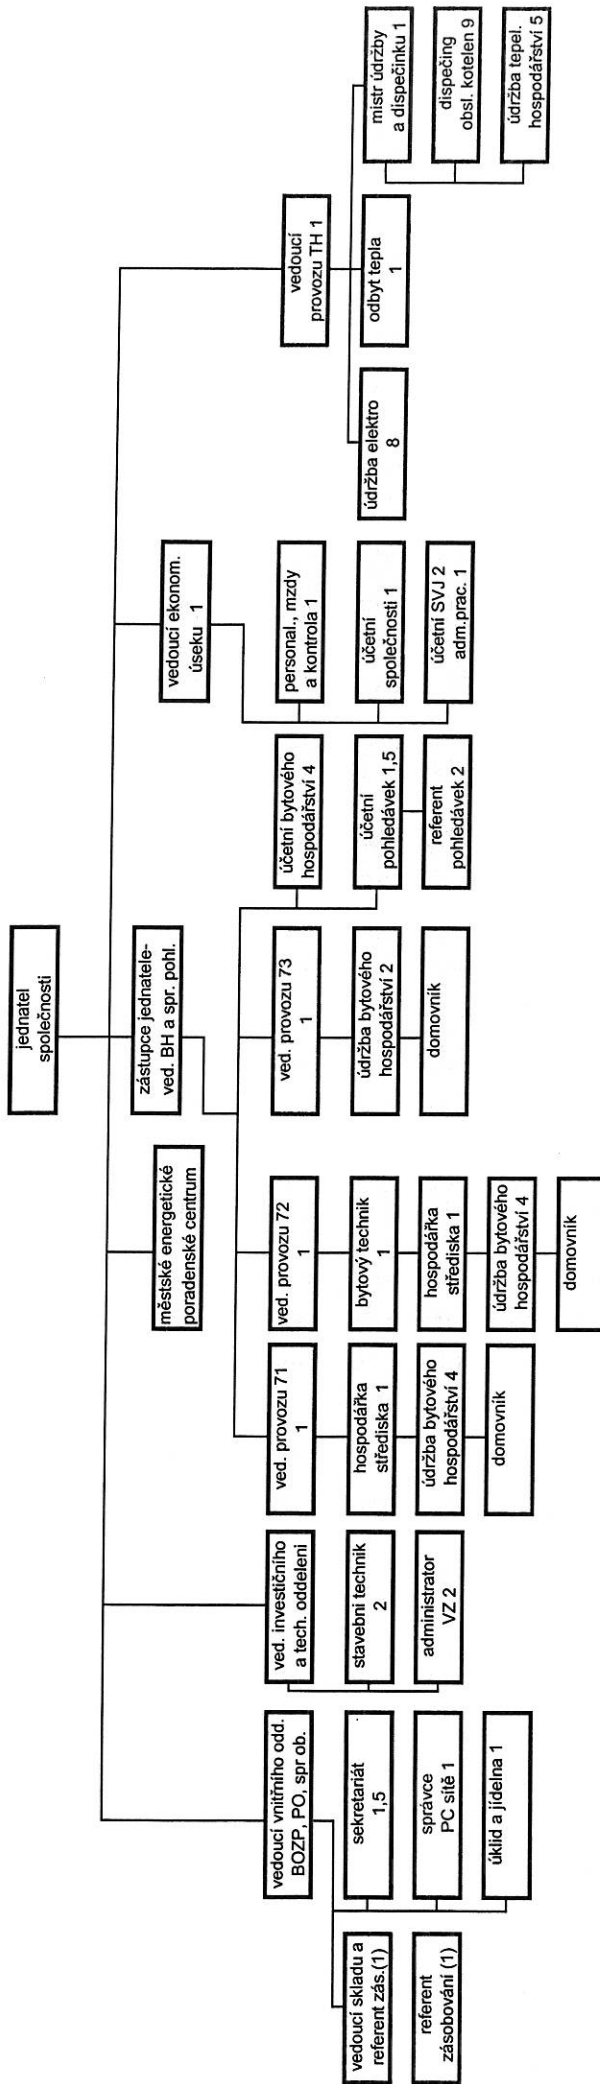 jednatel
společnosti
vedoucí vnitřního odd.
BOZP, PO, spr ob.
vedoucí skladu a
referent zás.(1)
referent
zásobování (1)
sekretariát
1,5
správce
PC sítě 1
úklid a jídelna 1
ved. investičního
a tech. oddeleni
stavebni technik
2
administrator
VZ 2
městské energetické
poradenské centrum
zástupce jednatele-
ved. BH a spr. pohl.
ved. provozu 71
1
hospodářka
střediska 1
údržba bytového
hospodářství 4
domovník
ved. provozu 72
1
bytový technik
1
hospodářka
střediska 1
údržba bytového
hospodářství 4
domovník
ved. provozu 73
1
údržba bytového
hospodářství 2
domovník
účetní bytového
hospodářství 4
účetní
pohledávek 1,5
referent
pohledávek 2
vedoucí ekonom.
úseku 1
personal., mzdy
a kontrola 1
účetní
společnosti 1
účetní SVJ 2
adm.prac. 1
vedoucí
provozu TH 1
údržba elektro
8
odbyt tepla
1
mistr údržby
a dispečinku 1
dispečing
obsl. kotelen 9
údržba tepel.
hospodářství 5